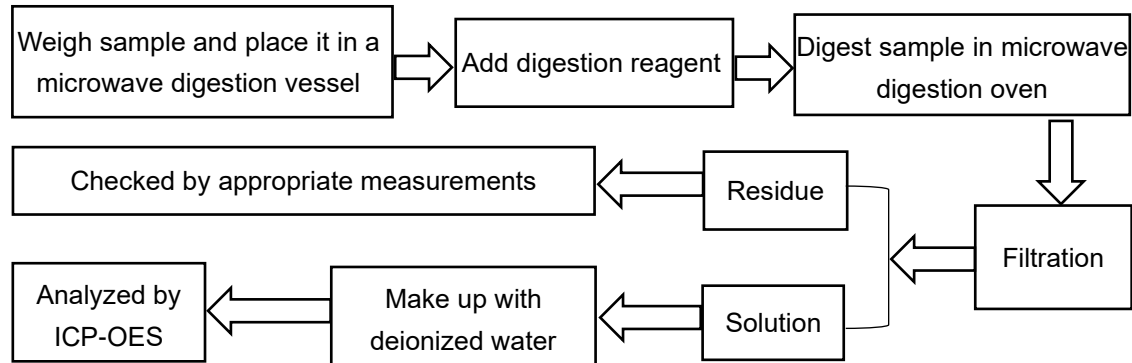 Weigh sample and place it in a
microwave digestion vessel
Add digestion reagent
Digest sample in microwave
digestion oven
Filtration
Residue
Checked by appropriate measurements
Solution
Make up with
deionized water
Analyzed by
ICP-OES